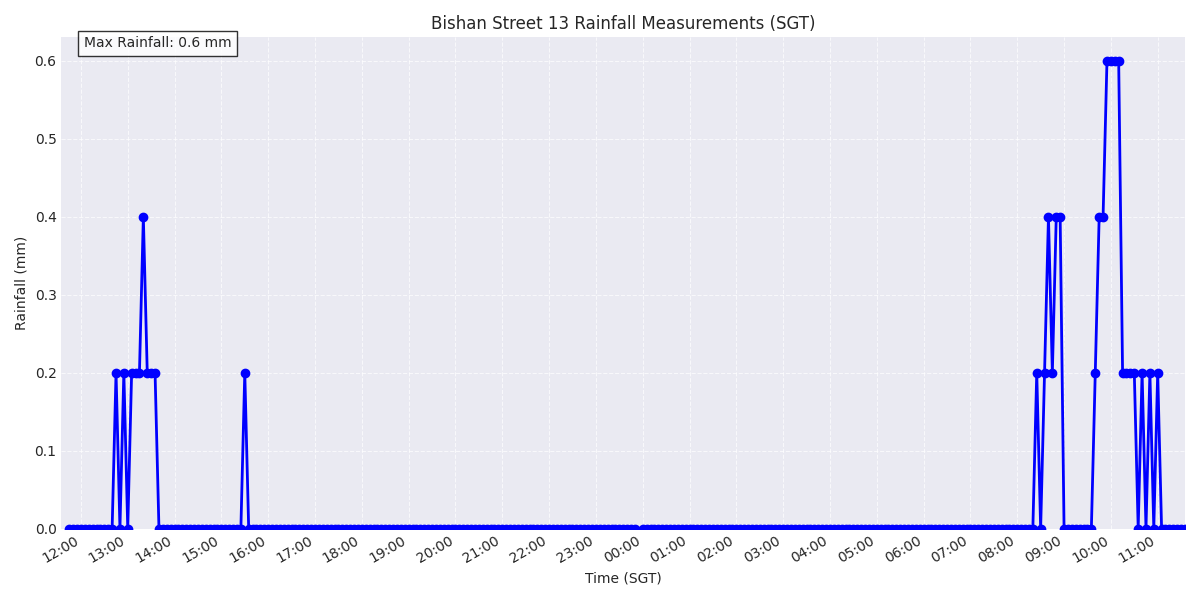 Bishan Street 13 Rainfall Measurements (SGT)
Max Rainfall: 0.6 mm
0.6
0.5
0.4
0.3
0.2
0.1
0.0
Rainfall (mm)
12:00 13:00 14:00 15:00 16:00 17:00 18:00 19:00 20:00 21:00 22:00 23:00 00:00 01:00 02:00 03:00 04:00 05:00 06:00 07:00 08:00 09:00 10:00 11:00
Time (SGT)